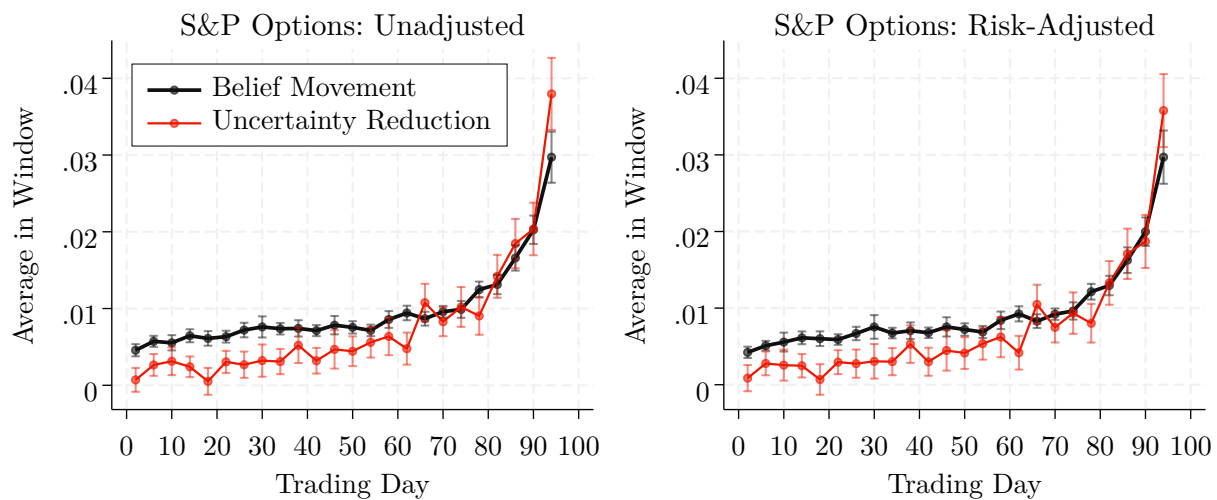 S&P Options: Unadjusted
Average in Window
.04
.03
.02
.01
0
Belief Movement
Uncertainty Reduction
0 10 20 30 40 50 60 70 80 90 100
Trading Day
S&P Options: Risk-Adjusted
Average in Window
.04
.03
.02
.01
0
0 10 20 30 40 50 60 70 80 90 100
Trading Day